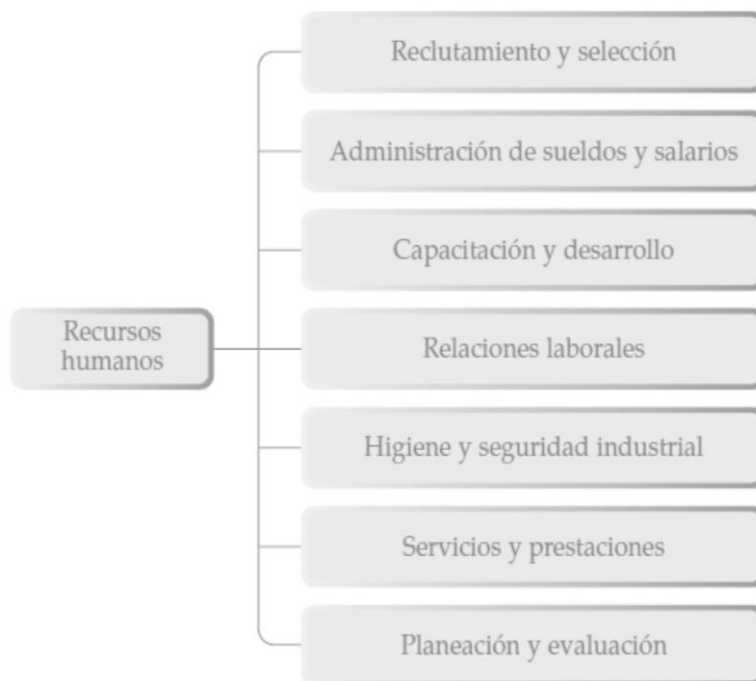 Reclutamiento y selección
Administración de sueldos y salarios
Capacitación y desarrollo
Recursos
humanos
Relaciones laborales
Higiene y seguridad industrial
Servicios y prestaciones
Planeación y evaluación